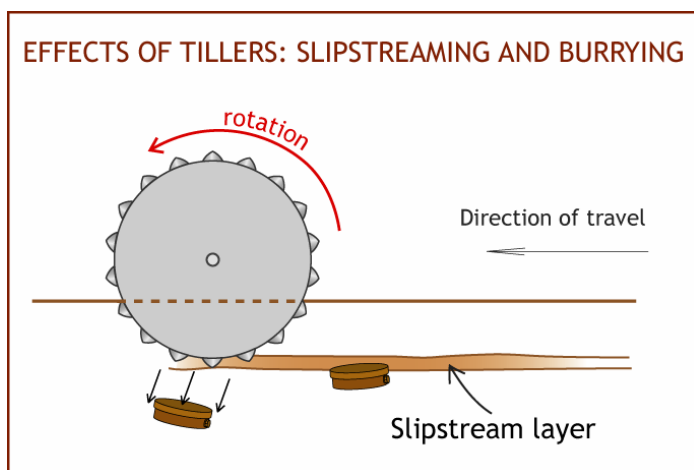 EFFECTS OF TILLERS: SLIPSTREAMING AND BURRYING
rotation
Direction of travel
Slipstream layer